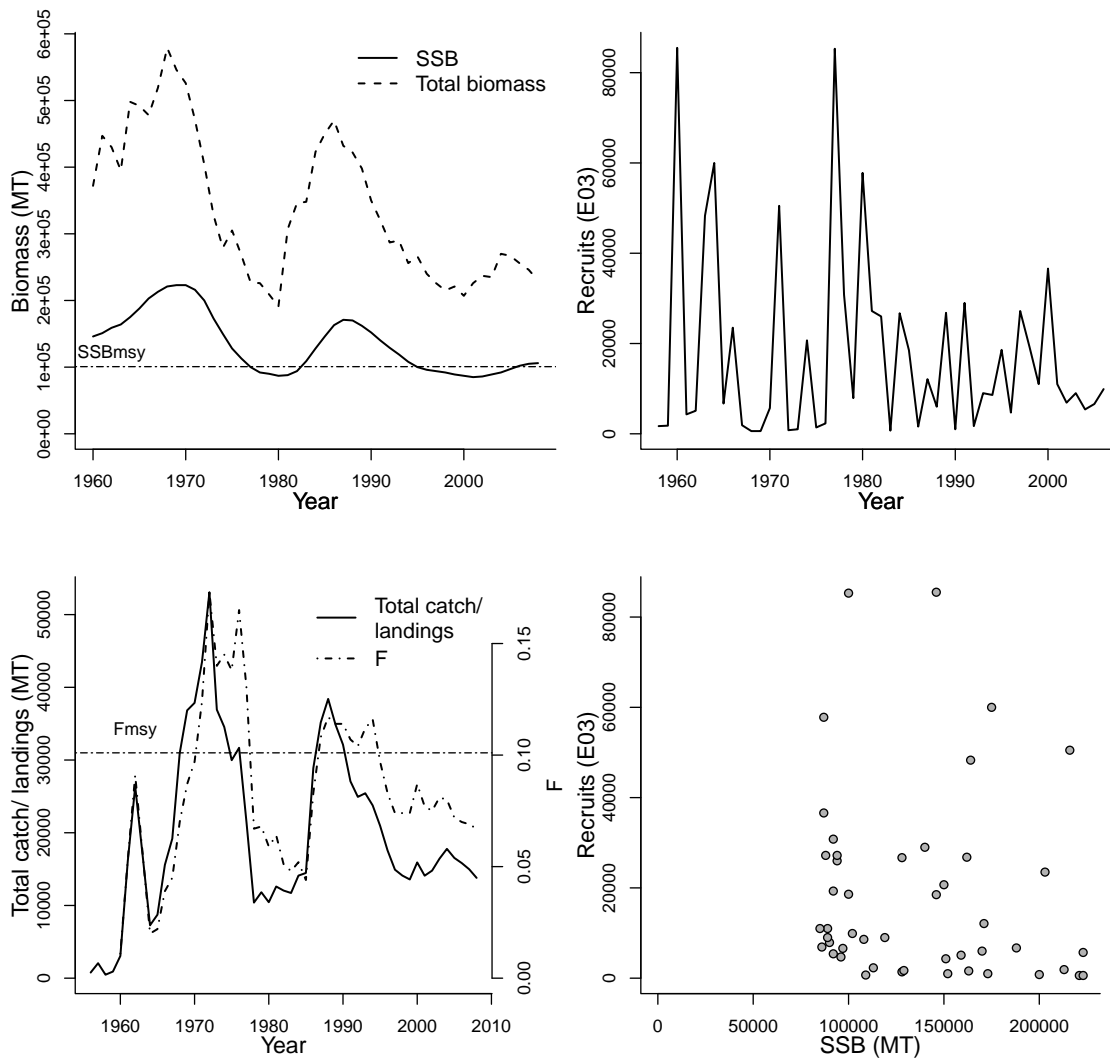 6e+05
5e+05
4e+05
3e+05
2e+05
1e+05
0e+00
Biomass (MT)
SSB
Total biomass
SSBmsy
1960 1970 1980 1990 2000
Year
80000
60000
40000
20000
0
Recruits (E03)
1960 1970 1980 1990 2000
Year
50000
40000
30000
20000
10000
0
Total catch/ landings (MT)
Total catch/
landings
F
Fmsy
0.15
0.10
0.05
0.00
F
1960 1970 1980 1990 2000 2010
Year
80000
60000
40000
20000
0
Recruits (E03)
0 50000 100000 150000 200000
SSB (MT)